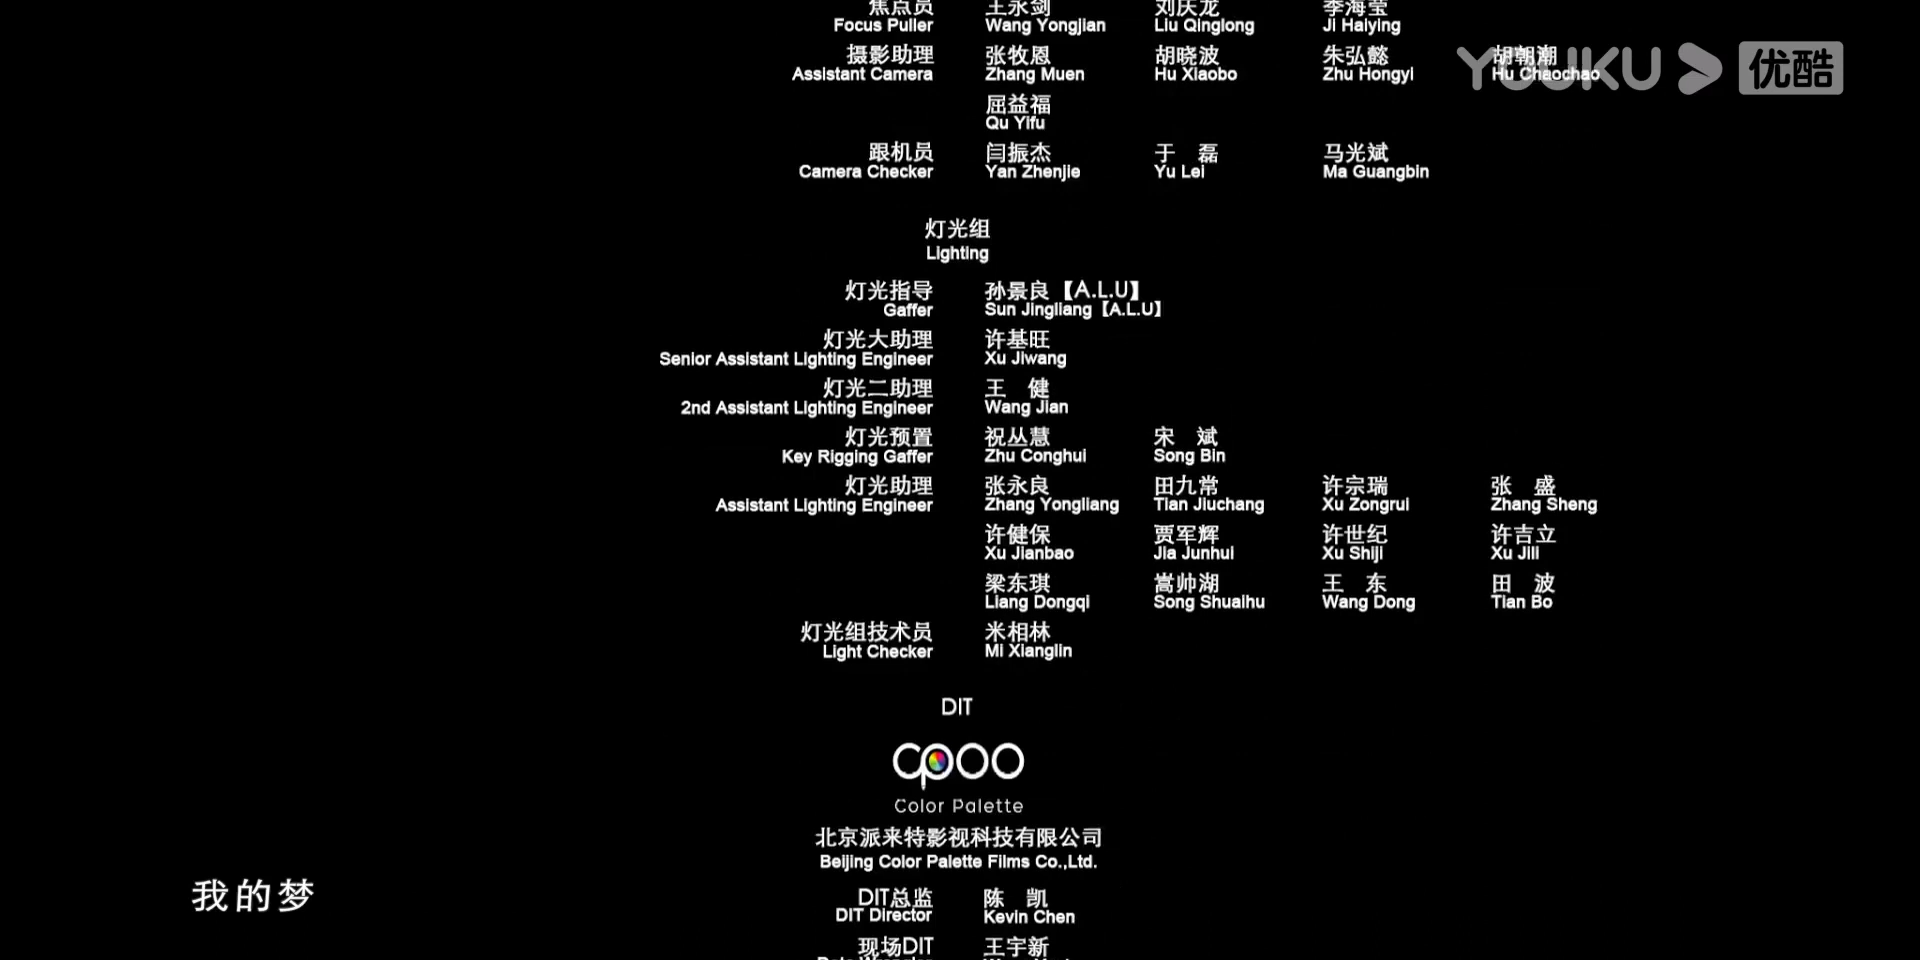 焦点员 王永剑 刘庆龙 季海莹
Focus Puller Wang Yongjian Liu Qinglong Ji Haiying
摄影助理 张牧恩 胡晓波 朱弘懿 胡朝潮
Assistant Camera Zhang Muen Hu Xiaobo Zhu Hongyi Hu Chaochao
YOUKU 优酷
屈益福
Qu Yifu
跟机员 闫振杰 于 磊 马光斌
Camera Checker Yan Zhenjie Yu Lei Ma Guangbin
灯光组
Lighting
灯光指导 孙景良【A.L.U】
Gaffer Sun Jingliang【A.L.U】
灯光大助理 许基旺
Senior Assistant Lighting Engineer Xu Jiwang
灯光二助理 王 健
2nd Assistant Lighting Engineer Wang Jian
灯光预置 祝丛慧 宋 斌
Key Rigging Gaffer Zhu Conghui Song Bin
灯光助理 张永良 田九常 许宗瑞 张 盛
Assistant Lighting Engineer Zhang Yongliang Tian Jiuchang Xu Zongrui Zhang Sheng
许健保 贾军辉 许世纪 许吉立
Xu Jianbao Jia Junhui Xu Shiji Xu Jili
梁东琪 嵩帅湖 王 东 田 波
Liang Dongqi Song Shuaihu Wang Dong Tian Bo
灯光组技术员 米相林
Light Checker Mi Xianglin
DIT
cpoo
Color Palette
北京派来特影视科技有限公司
Beijing Color Palette Films Co.,Ltd.
DIT总监 陈 凯
DIT Director Kevin Chen
我的梦
现场DIT 王宇新